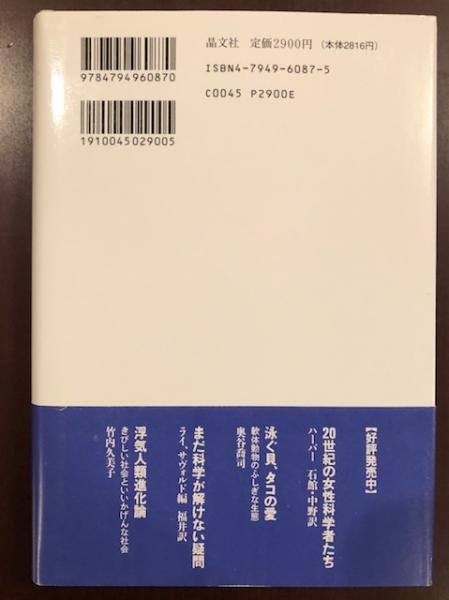 晶文社 定価2900円 (本体2816円)
9784794960870
ISBN4-7949-6087-5
C0045 P2900E
1910045029005
【好評発売中】
20世紀の女性科学者たち
ハーバー 石館・中野訳
泳ぐ貝、タコの愛
軟体動物のふしぎな生態
奥谷喬司
まだ科学が解けない疑問
ライ、サヴォルド編 福井訳
浮気人類進化論
きびしい社会といいかげんな社会
竹内久美子